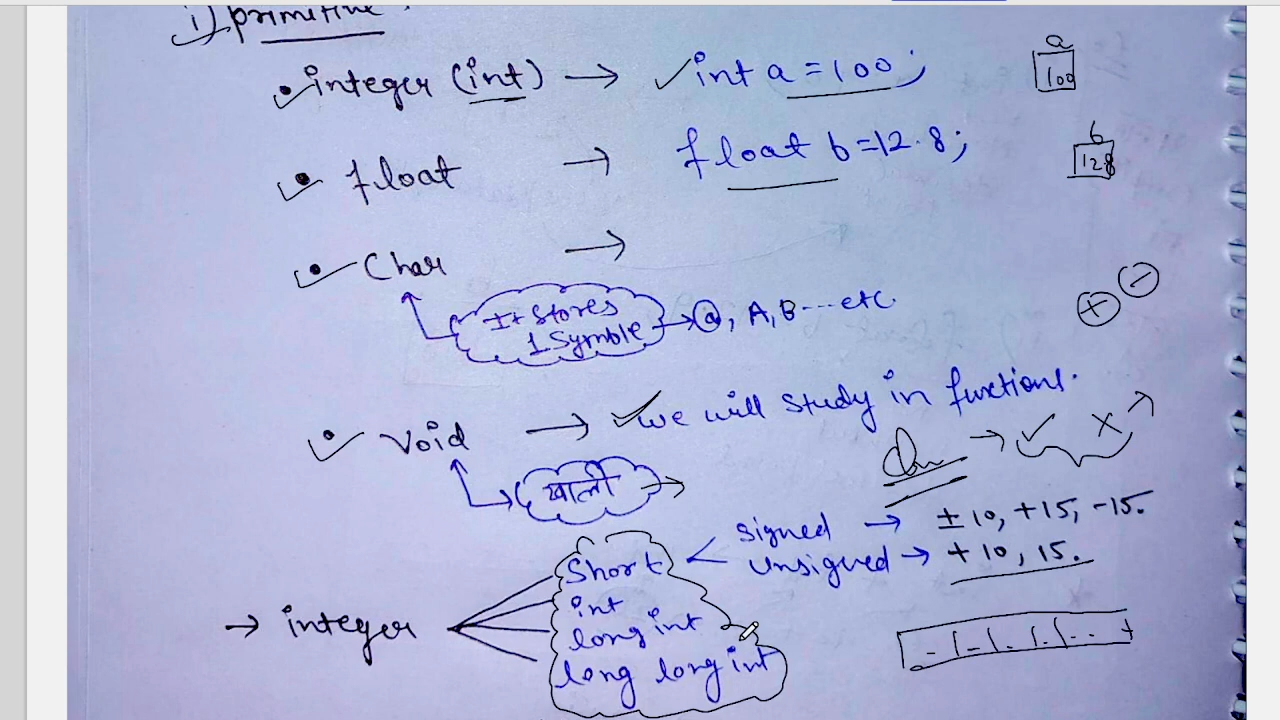 i) primitive
• integer (int) → ✓ int a = 100;
a
100
• float → float b = 12.8;
b
12.8
• Char →
It stores
1 Symble → @, A, B ---etc.
+ -
• Void → ✓ we will study in functions.
खाली →
→ ✓ ×
signed → ± 10, +15, -15.
unsigned → + 10, 15.
→ integer
Short
int
long int
long long int